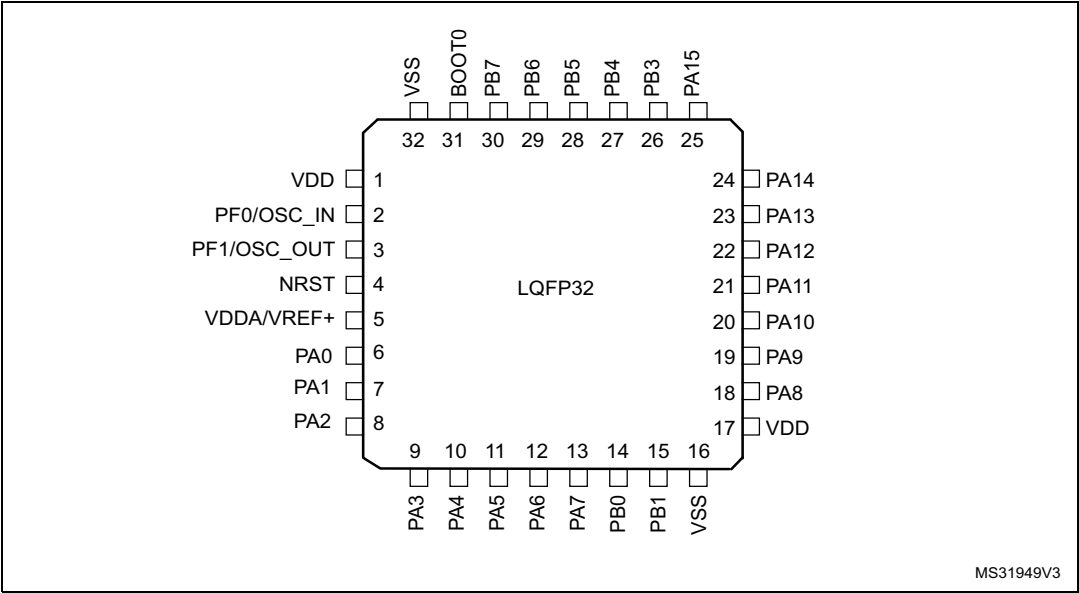 VSS
BOOT0
PB7
PB6
PB5
PB4
PB3
PA15
32 31 30 29 28 27 26 25
VDD 1
PF0/OSC_IN 2
PF1/OSC_OUT 3
NRST 4
VDDA/VREF+ 5
PA0 6
PA1 7
PA2 8
LQFP32
24 PA14
23 PA13
22 PA12
21 PA11
20 PA10
19 PA9
18 PA8
17 VDD
9 10 11 12 13 14 15 16
PA3
PA4
PA5
PA6
PA7
PB0
PB1
VSS
MS31949V3